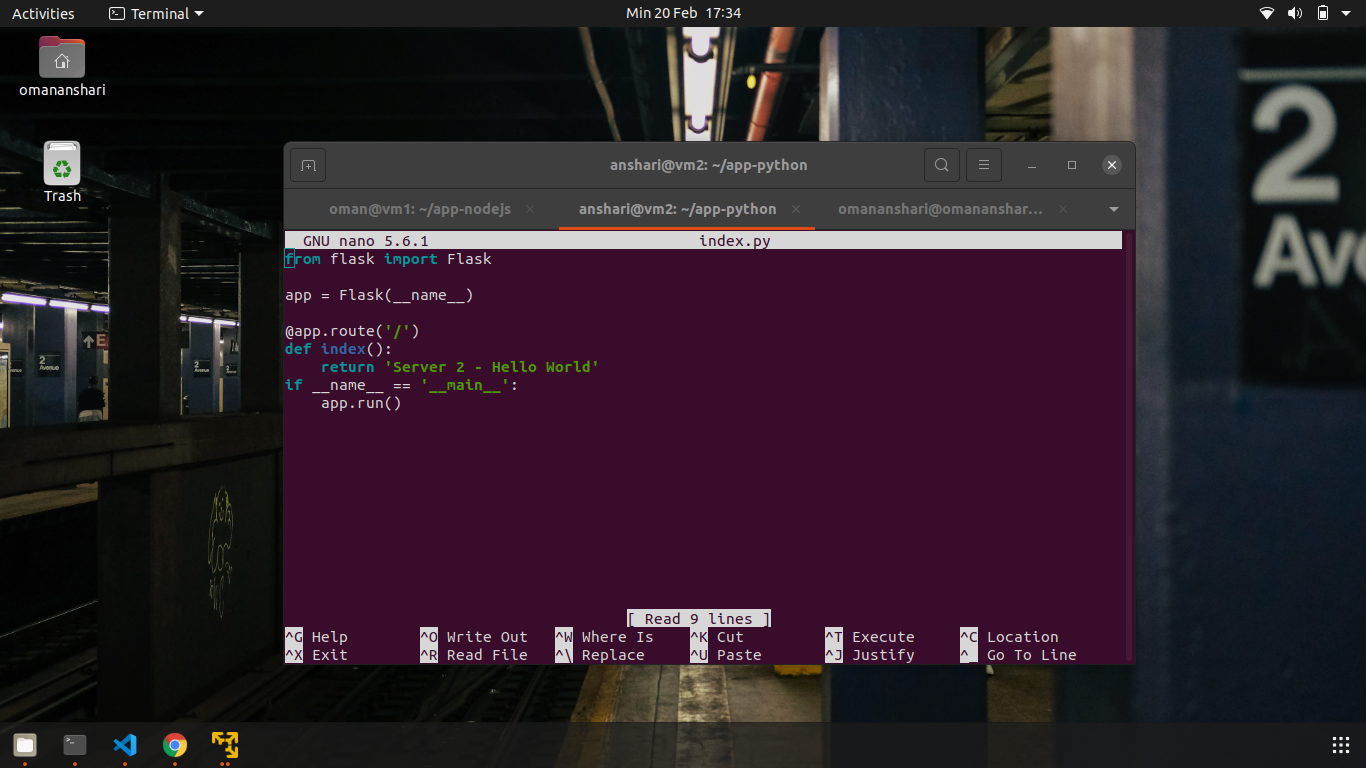 Activities
Terminal
Min 20 Feb 17:34
omananshari
Trash
anshari@vm2: ~/app-python
oman@vm1: ~/app-nodejs
anshari@vm2: ~/app-python
omananshari@omananshar...
GNU nano 5.6.1 index.py
from flask import Flask
app = Flask(__name__)
@app.route('/')
def index():
    return 'Server 2 - Hello World'
if __name__ == '__main__':
    app.run()
[ Read 9 lines ]
^G Help ^O Write Out ^W Where Is ^K Cut ^T Execute ^C Location
^X Exit ^R Read File ^\ Replace ^U Paste ^J Justify ^_ Go To Line
2
Ave
2
Avenue
2